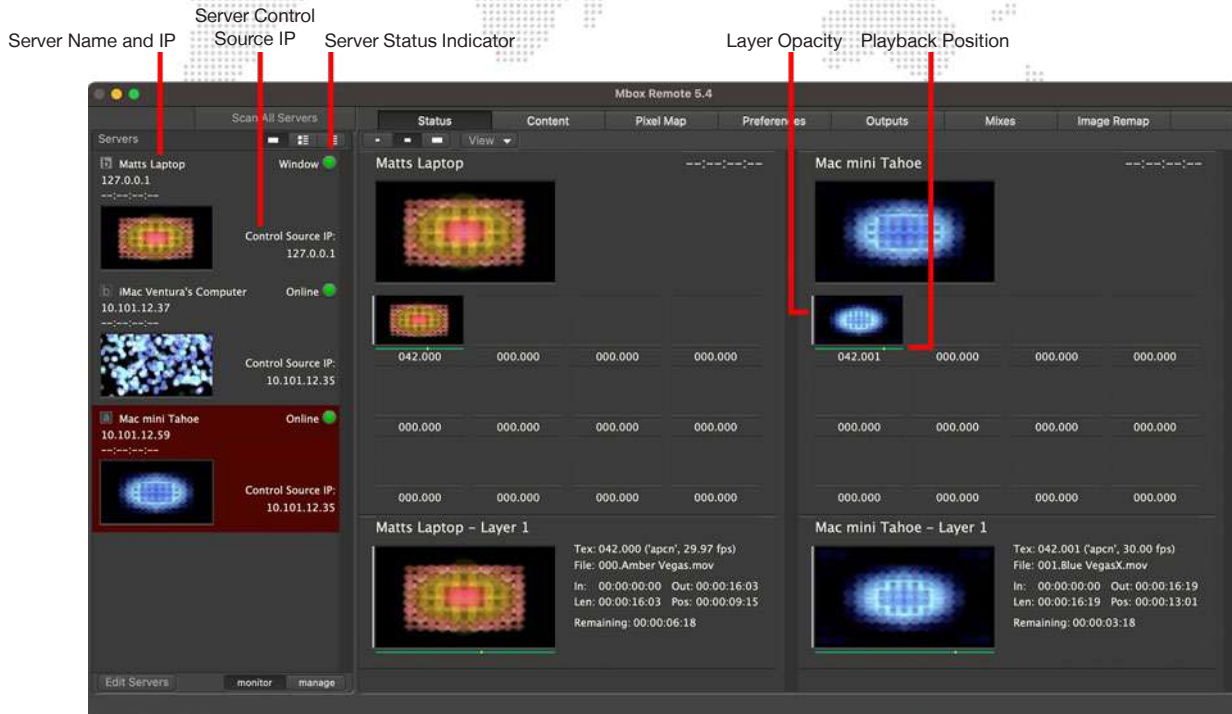 Server Control
Server Name and IP Source IP Server Status Indicator Layer Opacity Playback Position
Mbox Remote 5.4
Scan All Servers Status Content Pixel Map Preferences Outputs Mixes Image Remap
Servers View
Matts Laptop Window
127.0.0.1
--:--:--:--
Control Source IP:
127.0.0.1
b iMac Ventura's Computer Online
10.101.12.37
--:--:--:--
Control Source IP:
10.101.12.35
a Mac mini Tahoe Online
10.101.12.59
--:--:--:--
Control Source IP:
10.101.12.35
Edit Servers monitor manage
Matts Laptop --:--:--:--
042.000 000.000 000.000 000.000
000.000 000.000 000.000 000.000
000.000 000.000 000.000 000.000
Matts Laptop – Layer 1
Tex: 042.000 ('apcn', 29.97 fps)
File: 000.Amber Vegas.mov
In: 00:00:00:00 Out: 00:00:16:03
Len: 00:00:16:03 Pos: 00:00:09:15
Remaining: 00:00:06:18
Mac mini Tahoe --:--:--:--
042.001 000.000 000.000 000.000
000.000 000.000 000.000 000.000
000.000 000.000 000.000 000.000
Mac mini Tahoe – Layer 1
Tex: 042.001 ('apcn', 30.00 fps)
File: 001.Blue VegasX.mov
In: 00:00:00:00 Out: 00:00:16:19
Len: 00:00:16:19 Pos: 00:00:13:01
Remaining: 00:00:03:18